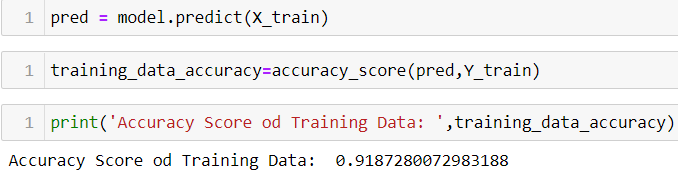 1 pred = model.predict(X_train)
1 training_data_accuracy=accuracy_score(pred,Y_train)
1 print('Accuracy Score od Training Data: ',training_data_accuracy)
Accuracy Score od Training Data:  0.9187280072983188